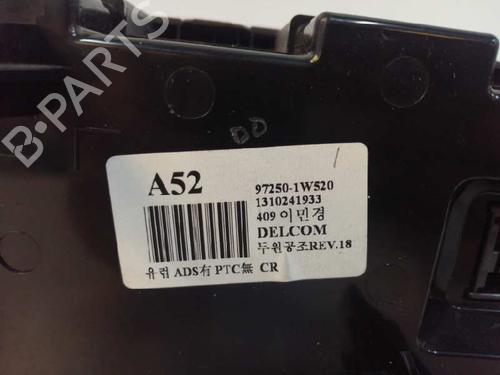 B-PARTS
DD
A52
97250-1W520
1310241933
409 이민경
DELCOM
두원공조REV.18
유럽 ADS有 PTC無 CR